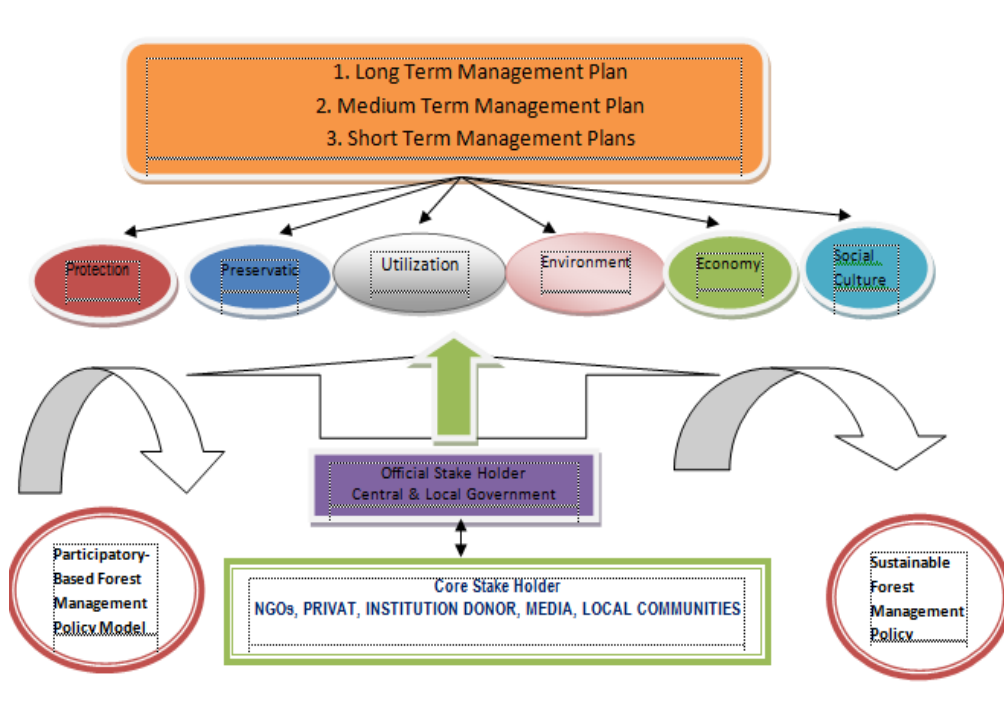 1. Long Term Management Plan
2. Medium Term Management Plan
3. Short Term Management Plans
Protection
Preservatic
Utilization
Environment
Economy
Social
Culture
Official Stake Holder
Central & Local Government
Participatory-
Based Forest
Management
Policy Model
Core Stake Holder
NGOs, PRIVAT, INSTITUTION DONOR, MEDIA, LOCAL COMMUNITIES
Sustainable
Forest
Management
Policy